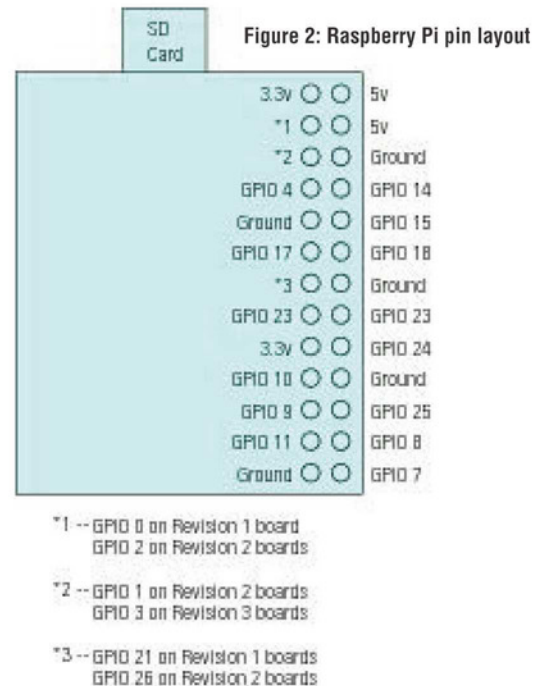 SD
Card
Figure 2: Raspberry Pi pin layout
3.3v 5v
*1 5v
*2 Ground
GPIO 4 GPIO 14
Ground GPIO 15
GPIO 17 GPIO 18
*3 Ground
GPIO 23 GPIO 23
3.3v GPIO 24
GPIO 10 Ground
GPIO 9 GPIO 25
GPIO 11 GPIO 8
Ground GPIO 7
*1 -- GPIO 0 on Revision 1 board
GPIO 2 on Revision 2 boards
*2 -- GPIO 1 on Revision 2 boards
GPIO 3 on Revision 3 boards
*3 -- GPIO 21 on Revision 1 boards
GPIO 26 on Revision 2 boards